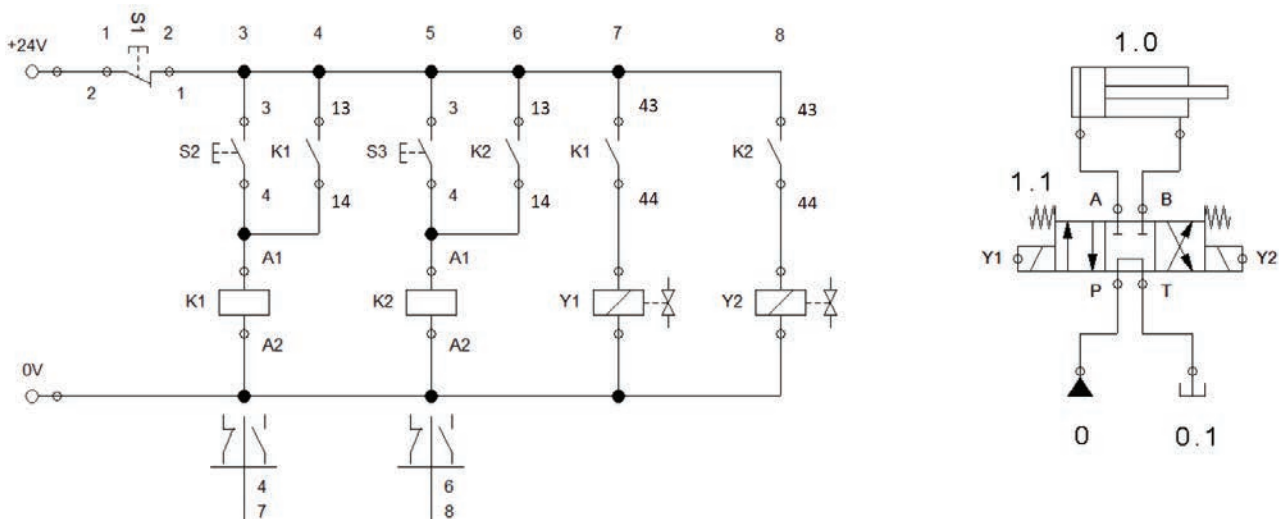 1 S1 2 3 4 5 6 7 8
+24V
2 1
3 13 3 13 43 43
S2 K1 S3 K2 K1 K2
4 14 4 14 44 44
A1 A1
K1 K2 Y1 Y2
A2 A2
0V
4 6
7 8
1.0
1.1 A B
Y1 Y2
P T
0 0.1